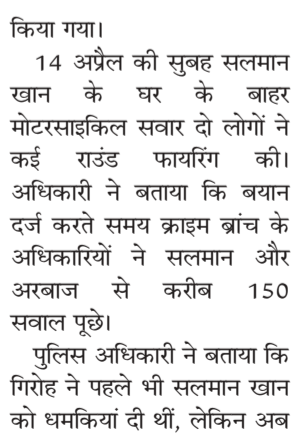 किया गया।
14 अप्रैल की सुबह सलमान
खान के घर के बाहर
मोटरसाइकिल सवार दो लोगों ने
कई राउंड फायरिंग की।
अधिकारी ने बताया कि बयान
दर्ज करते समय क्राइम ब्रांच के
अधिकारियों ने सलमान और
अरबाज से करीब 150
सवाल पूछे।
पुलिस अधिकारी ने बताया कि
गिरोह ने पहले भी सलमान खान
को धमकियां दी थीं, लेकिन अब